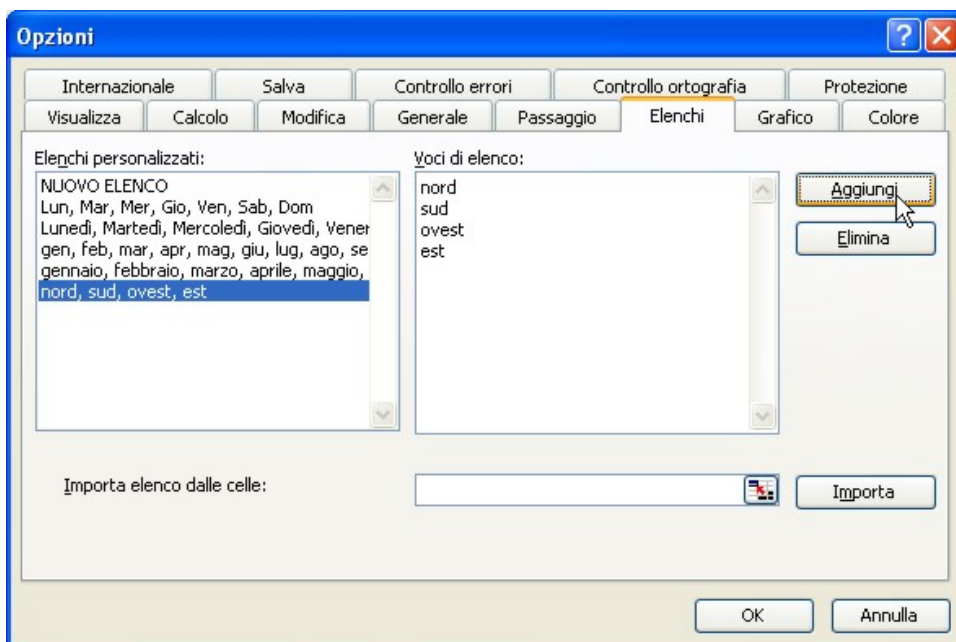 Opzioni
Internazionale Salva Controllo errori Controllo ortografia Protezione
Visualizza Calcolo Modifica Generale Passaggio Elenchi Grafico Colore
Elenchi personalizzati:
NUOVO ELENCO
Lun, Mar, Mer, Gio, Ven, Sab, Dom
Lunedì, Martedì, Mercoledì, Giovedì, Vener
gen, feb, mar, apr, mag, giu, lug, ago, se
gennaio, febbraio, marzo, aprile, maggio,
nord, sud, ovest, est
Voci di elenco:
nord
sud
ovest
est
Aggiungi
Elimina
Importa elenco dalle celle:
Importa
OK Annulla